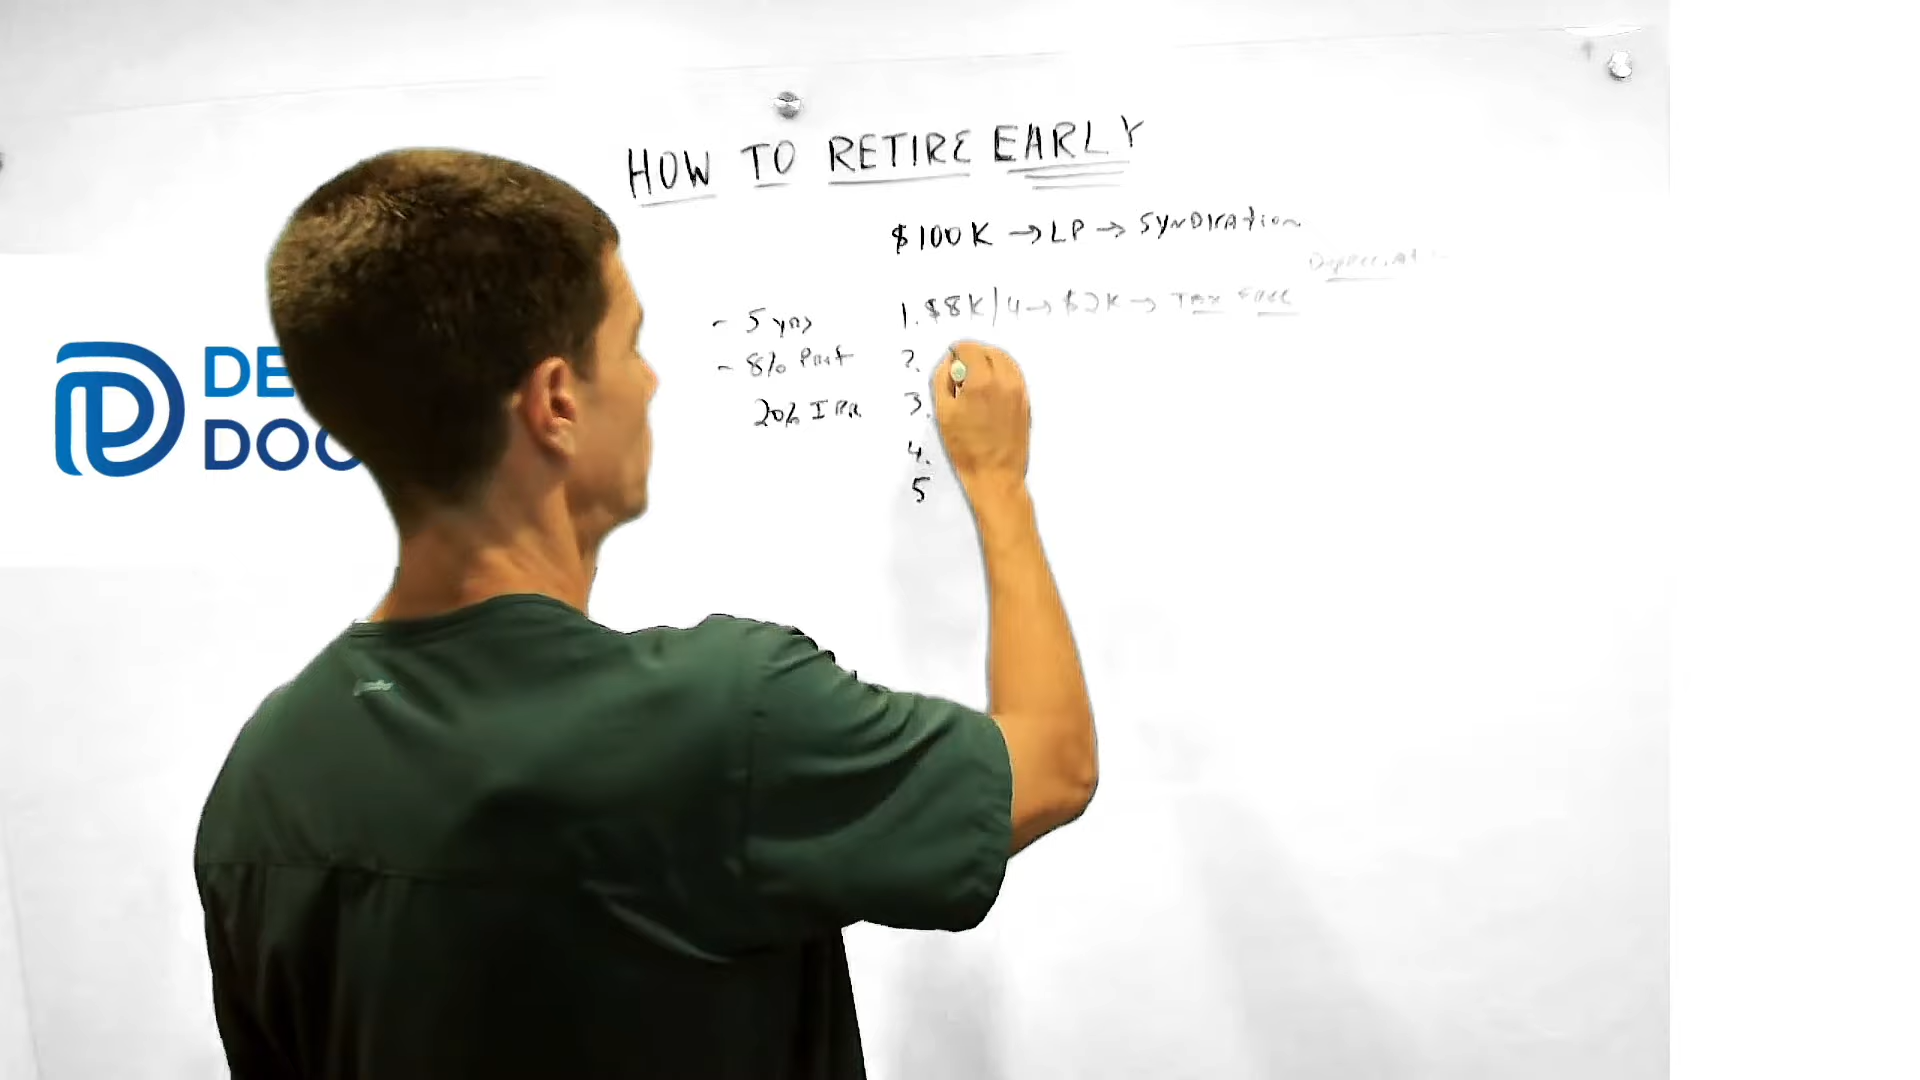 HOW TO RETIRE EARLY
$100K → LP → SYNDICATION
- 5 yrs
- 8% Pref
20% IRR
1. $8K/4 → $2K → TAX FREE
2.
3.
4.
5
DE
DOC